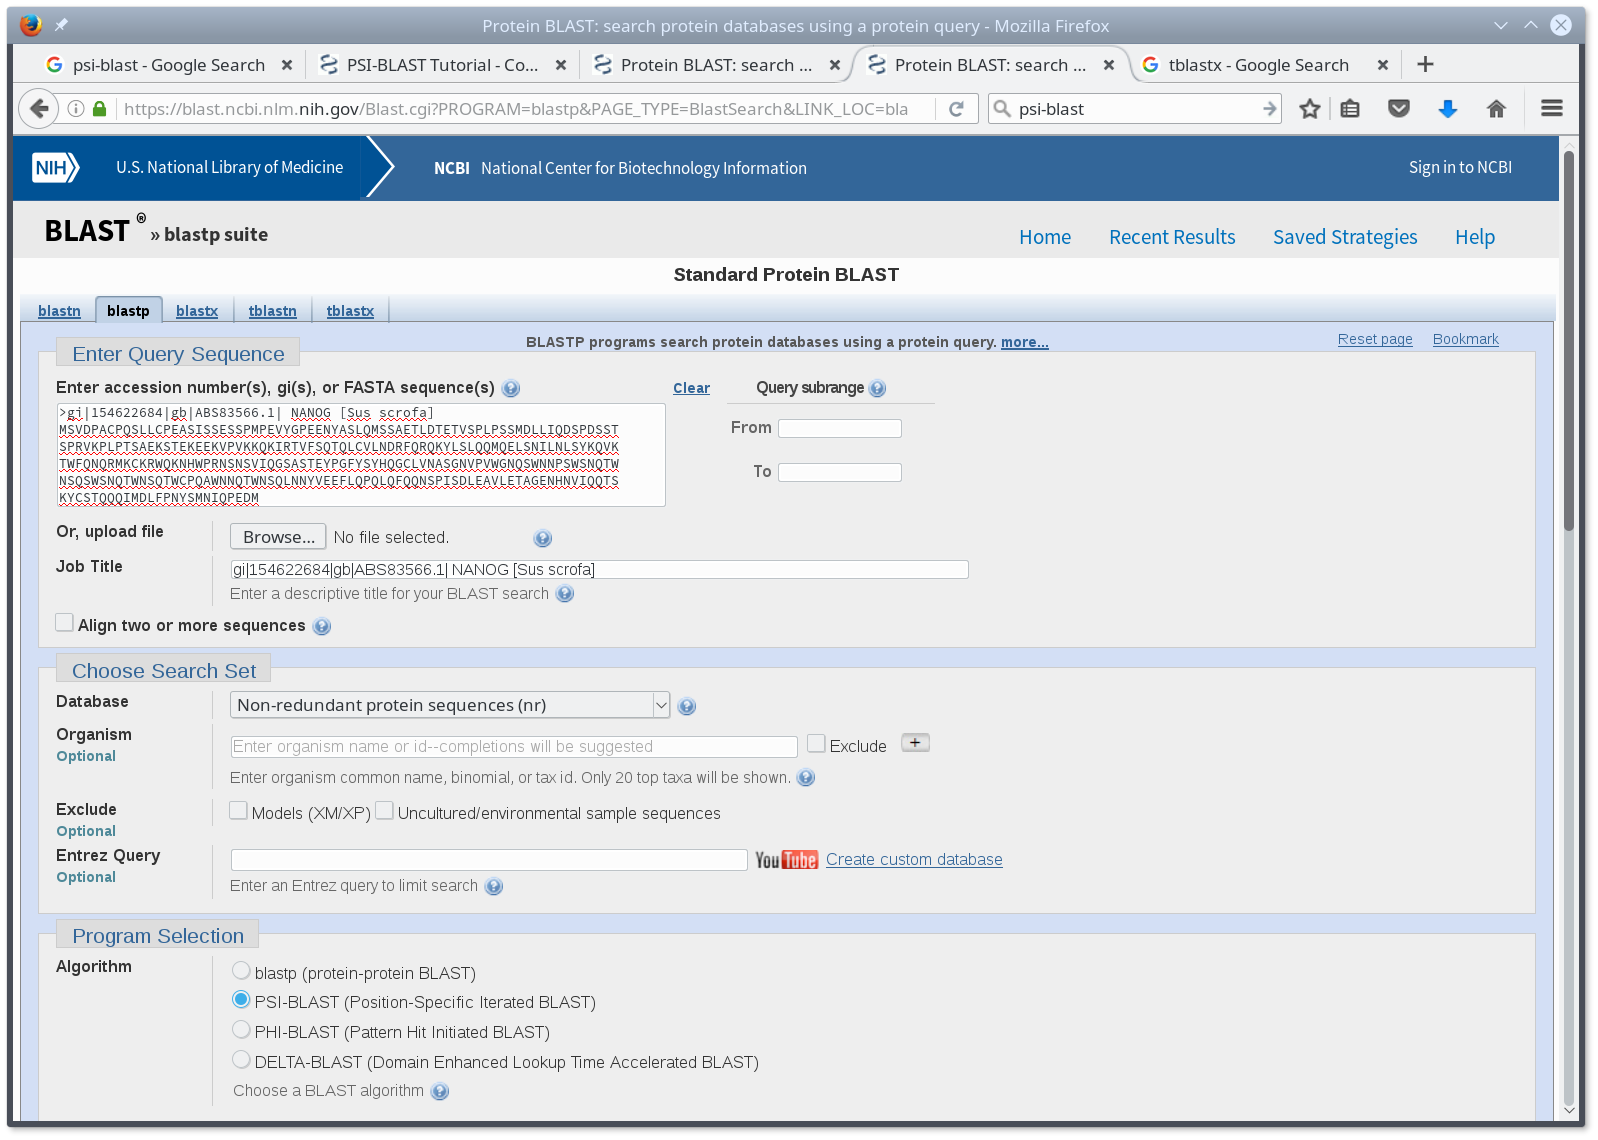 Protein BLAST: search protein databases using a protein query - Mozilla Firefox
psi-blast - Google Search
PSI-BLAST Tutorial - Co...
Protein BLAST: search ...
Protein BLAST: search ...
tblastx - Google Search
https://blast.ncbi.nlm.nih.gov/Blast.cgi?PROGRAM=blastp&PAGE_TYPE=BlastSearch&LINK_LOC=bla
psi-blast
NIH
U.S. National Library of Medicine
NCBI National Center for Biotechnology Information
Sign in to NCBI
BLAST ® » blastp suite
Home
Recent Results
Saved Strategies
Help
Standard Protein BLAST
blastn
blastp
blastx
tblastn
tblastx
Enter Query Sequence
BLASTP programs search protein databases using a protein query. more...
Reset page
Bookmark
Enter accession number(s), gi(s), or FASTA sequence(s)
Clear
Query subrange
>gi|154622684|gb|ABS83566.1| NANOG [Sus scrofa]
MSVDPACPQSLLCPEASISSESSPMPEVYGPEENYASLQMSSAETLDTETVSPLPSSMDLLIQDSPDSST
SPRVKPLPTSAEKSTEKEEKVPVKKQKIRTVFSQTQLCVLNDRFQRQKYLSLQQMQELSNILNLSYKQVK
TWFQNQRMKCKRWQKNHWPRNSNSVIQGSASTEYPGFYSYHQGCLVNASGNVPVWGNQSWNNPSWSNQTW
NSQSWSNQTWNSQTWCPQAWNNQTWNSQLNNYVEEFLQPQLQFQQNSPISDLEAVLETAGENHNVIQQTS
KYCSTQQQIMDLFPNYSMNIQPEDM
From
To
Or, upload file
Browse...
No file selected.
Job Title
gi|154622684|gb|ABS83566.1| NANOG [Sus scrofa]
Enter a descriptive title for your BLAST search
Align two or more sequences
Choose Search Set
Database
Non-redundant protein sequences (nr)
Organism
Optional
Enter organism name or id--completions will be suggested
Exclude
+
Enter organism common name, binomial, or tax id. Only 20 top taxa will be shown.
Exclude
Optional
Models (XM/XP)
Uncultured/environmental sample sequences
Entrez Query
Optional
YouTube
Create custom database
Enter an Entrez query to limit search
Program Selection
Algorithm
blastp (protein-protein BLAST)
PSI-BLAST (Position-Specific Iterated BLAST)
PHI-BLAST (Pattern Hit Initiated BLAST)
DELTA-BLAST (Domain Enhanced Lookup Time Accelerated BLAST)
Choose a BLAST algorithm